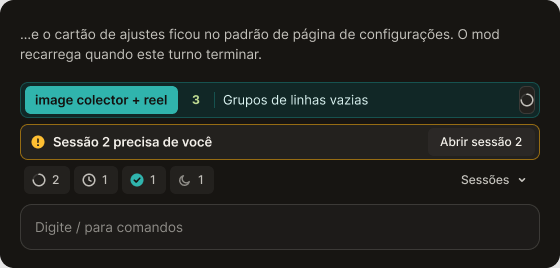 ...e o cartão de ajustes ficou no padrão de página de configurações. O mod
recarrega quando este turno terminar.
image colector + reel 3 Grupos de linhas vazias
Sessão 2 precisa de você Abrir sessão 2
2 1 1 1 Sessões
Digite / para comandos